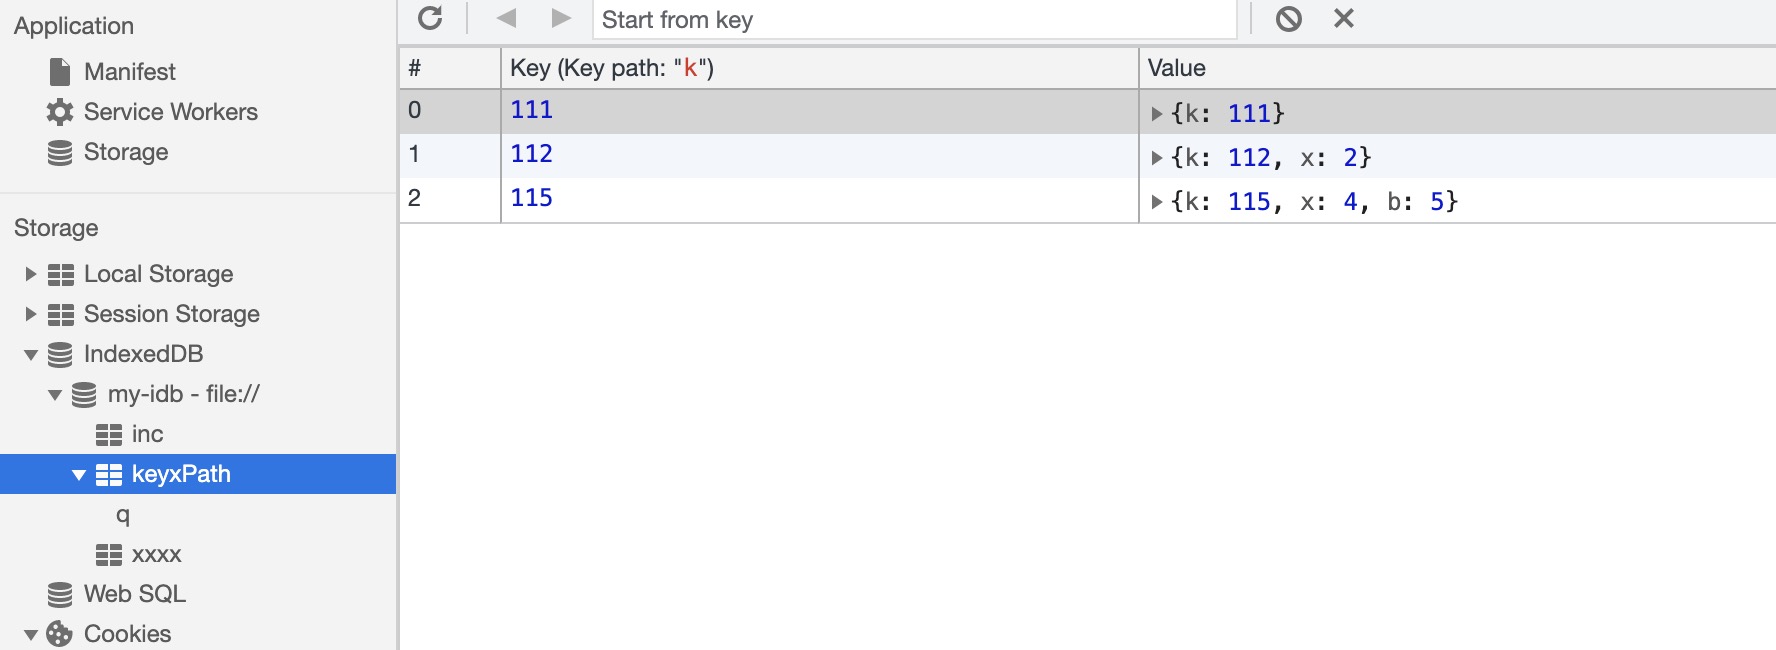 Application
Manifest
Service Workers
Storage
Storage
Local Storage
Session Storage
IndexedDB
my-idb - file://
inc
keyxPath
q
xxxx
Web SQL
Cookies
Start from key
# Key (Key path: "k") Value
0 111 {k: 111}
1 112 {k: 112, x: 2}
2 115 {k: 115, x: 4, b: 5}